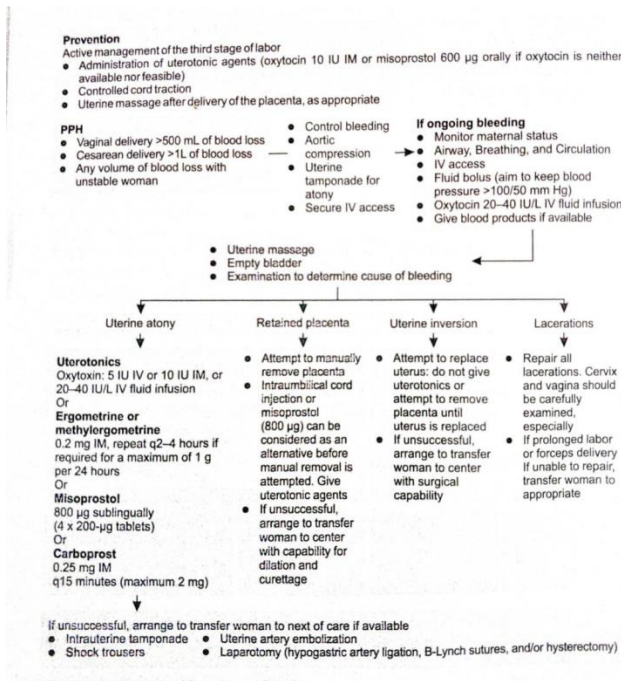 Prevention
Active management of the third stage of labor
● Administration of uterotonic agents (oxytocin 10 IU IM or misoprostol 600 µg orally if oxytocin is neither
available nor feasible)
● Controlled cord traction
● Uterine massage after delivery of the placenta, as appropriate
PPH
● Vaginal delivery >500 mL of blood loss
● Cesarean delivery >1L of blood loss
● Any volume of blood loss with
unstable woman
● Control bleeding
● Aortic
compression
● Uterine
tamponade for
atony
● Secure IV access
If ongoing bleeding
● Monitor maternal status
● Airway, Breathing, and Circulation
● IV access
● Fluid bolus (aim to keep blood
pressure >100/50 mm Hg)
● Oxytocin 20–40 IU/L IV fluid infusion
● Give blood products if available
● Uterine massage
● Empty bladder
● Examination to determine cause of bleeding
Uterine atony
Uterotonics
Oxytoxin: 5 IU IV or 10 IU IM, or
20–40 IU/L IV fluid infusion
Or
Ergometrine or
methylergometrine
0.2 mg IM, repeat q2–4 hours if
required for a maximum of 1 g
per 24 hours
Or
Misoprostol
800 µg sublingually
(4 x 200-µg tablets)
Or
Carboprost
0.25 mg IM
q15 minutes (maximum 2 mg)
Retained placenta
● Attempt to manually
remove placenta
● Intraumbilical cord
injection or
misoprostol
(800 µg) can be
considered as an
alternative before
manual removal is
attempted. Give
uterotonic agents
● If unsuccessful,
arrange to transfer
woman to center
with capability for
dilation and
curettage
Uterine inversion
● Attempt to replace
uterus: do not give
uterotonics or
attempt to remove
placenta until
uterus is replaced
● If unsuccessful,
arrange to transfer
woman to center
with surgical
capability
Lacerations
● Repair all
lacerations. Cervix
and vagina should
be carefully
examined,
especially
● If prolonged labor
or forceps delivery
If unable to repair,
transfer woman to
appropriate
If unsuccessful, arrange to transfer woman to next of care if available
● Intrauterine tamponade ● Uterine artery embolization
● Shock trousers ● Laparotomy (hypogastric artery ligation, B-Lynch sutures, and/or hysterectomy)